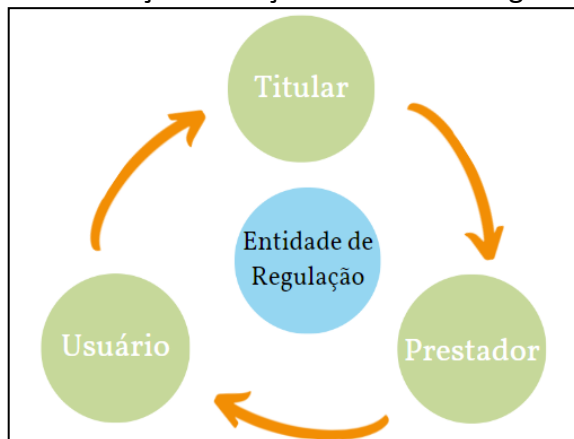 Titular
Entidade de
Regulação
Usuário
Prestador